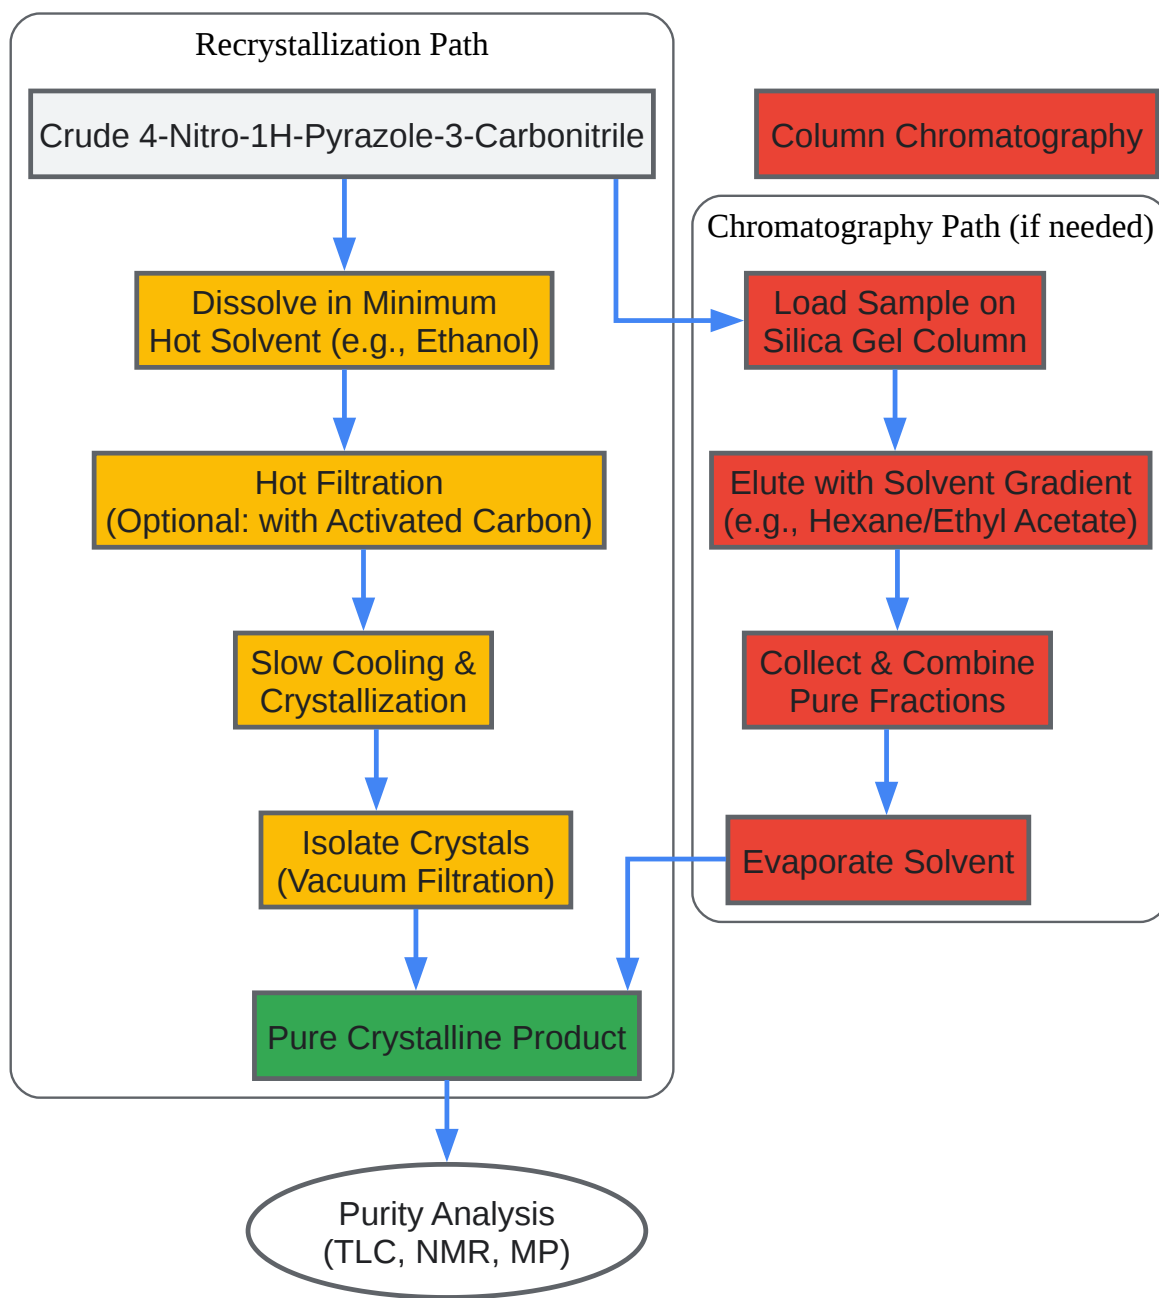 Recrystallization Path
Crude 4-Nitro-1H-Pyrazole-3-Carbonitrile
Dissolve in Minimum
Hot Solvent (e.g., Ethanol)
Hot Filtration
(Optional: with Activated Carbon)
Slow Cooling &
Crystallization
Isolate Crystals
(Vacuum Filtration)
Pure Crystalline Product
Purity Analysis
(TLC, NMR, MP)
Column Chromatography
Chromatography Path (if needed)
Load Sample on
Silica Gel Column
Elute with Solvent Gradient
(e.g., Hexane/Ethyl Acetate)
Collect & Combine
Pure Fractions
Evaporate Solvent